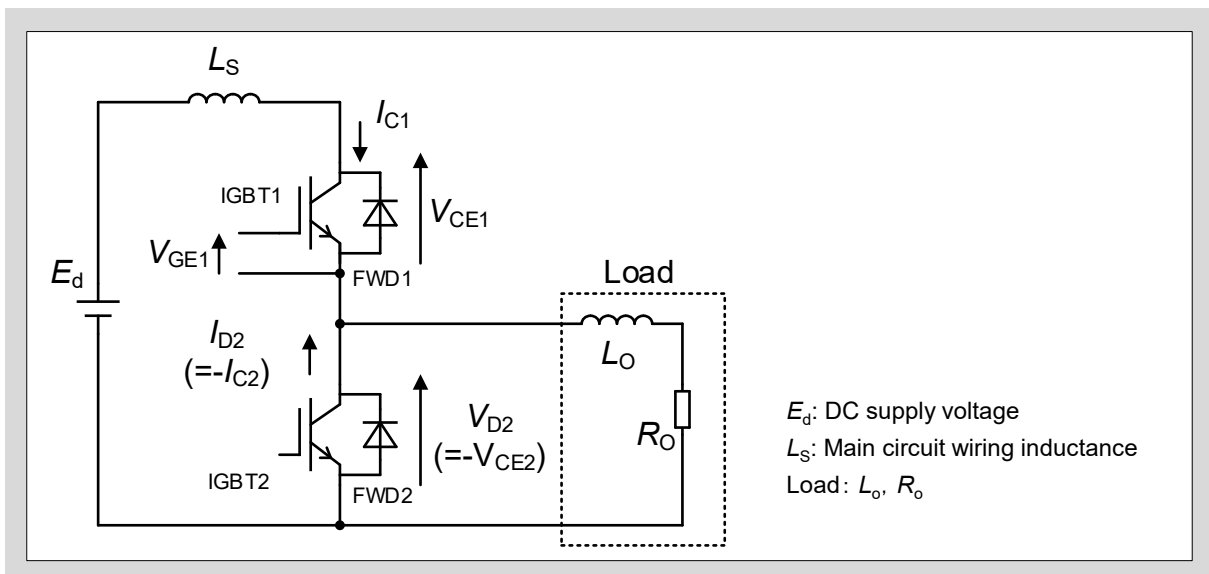 LS
IC1
IGBT1
VCE1
VGE1
FWD1
Ed
Load
ID2
(=-IC2)
LO
VD2
(=-VCE2)
RO
IGBT2
FWD2
Ed: DC supply voltage
LS: Main circuit wiring inductance
Load: Lo, Ro